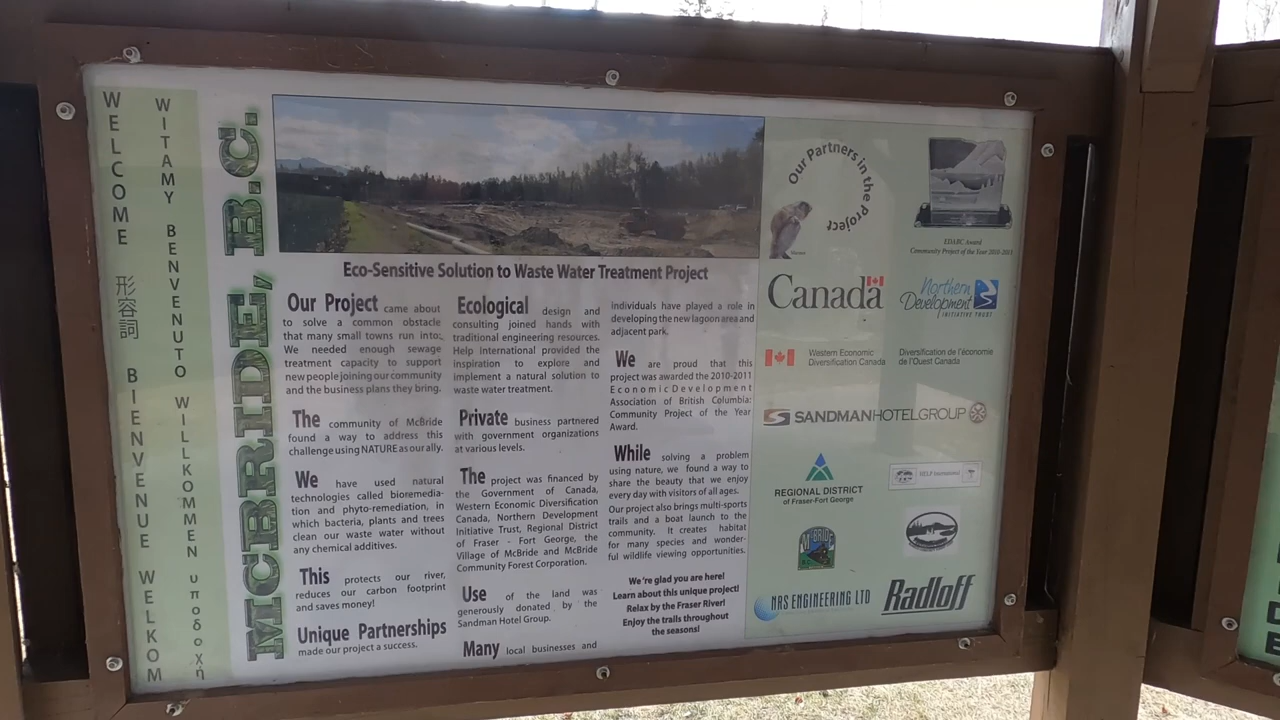 WELCOME 形容詞 BIENVENUE WELKOM
WITAMY BENVENUTO WILLKOMMEN υποδοχή
MCBRIDE, B.C.
Eco-Sensitive Solution to Waste Water Treatment Project
Our Project came about
to solve a common obstacle
that many small towns run into:
We needed enough sewage
treatment capacity to support
new people joining our community
and the business plans they bring.
The community of McBride
found a way to address this
challenge using NATURE as our ally.
We have used natural
technologies called bioremedia-
tion and phyto-remediation, in
which bacteria, plants and trees
clean our waste water without
any chemical additives.
This protects our river,
reduces our carbon footprint
and saves money!
Unique Partnerships
made our project a success.
Ecological design and
consulting joined hands with
traditional engineering resources.
Help international provided the
inspiration to explore and
implement a natural solution to
waste water treatment.
Private business partnered
with government organizations
at various levels.
The project was financed by
the Government of Canada,
Western Economic Diversification
Canada, Northern Development
Initiative Trust, Regional District
of Fraser - Fort George, the
Village of McBride and McBride
Community Forest Corporation.
Use of the land was
generously donated by the
Sandman Hotel Group.
Many local businesses and
individuals have played a role in
developing the new lagoon area and
adjacent park.
We are proud that this
project was awarded the 2010-2011
Economic Development
Association of British Columbia:
Community Project of the Year
Award.
While solving a problem
using nature, we found a way to
share the beauty that we enjoy
every day with visitors of all ages.
Our project also brings multi-sports
trails and a boat launch to the
community. It creates habitat
for many species and wonder-
ful wildlife viewing opportunities.
We're glad you are here!
Learn about this unique project!
Relax by the Fraser River!
Enjoy the trails throughout
the seasons!
Our Partners in the Project
EDABC Award
Community Project of the Year 2010-2011
Canada
Northern
Development
INITIATIVE TRUST
Western Economic
Diversification Canada
Diversification de l'économie
de l'Ouest Canada
SANDMAN HOTEL GROUP
REGIONAL DISTRICT
of Fraser-Fort George
HELP International
McBRIDE
NRS ENGINEERING LTD
Radloff